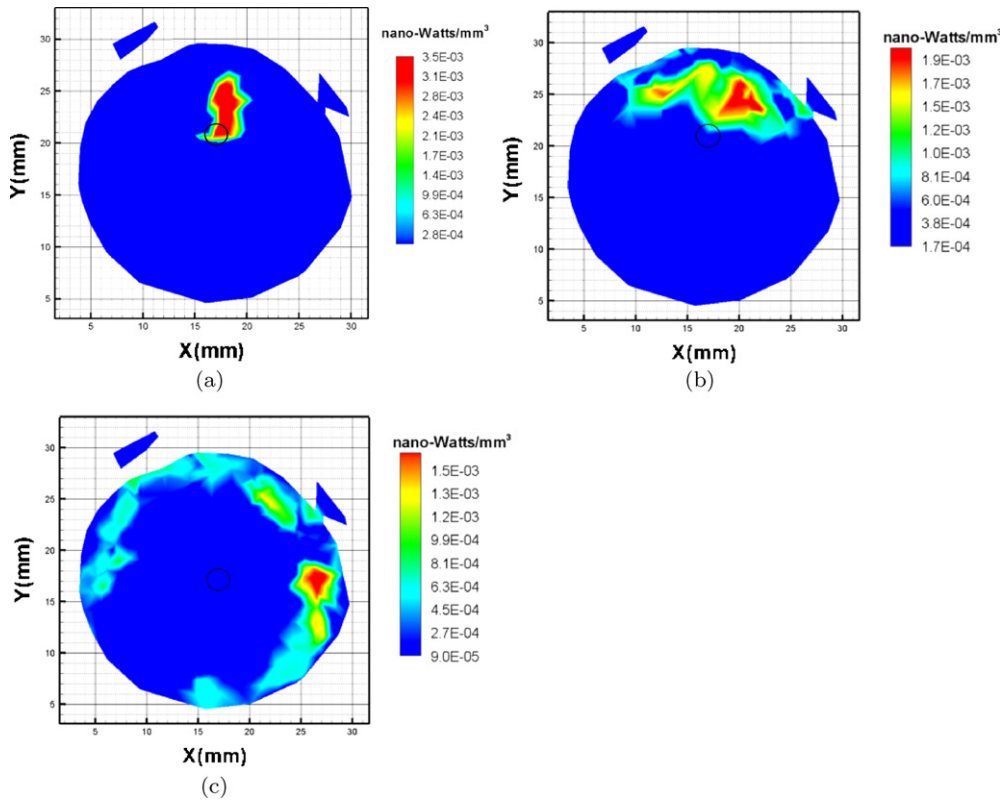 (a)
nano-Watts/mm³
3.5E-03
3.1E-03
2.8E-03
2.4E-03
2.1E-03
1.7E-03
1.4E-03
9.9E-04
6.3E-04
2.8E-04
Y(mm)
30
25
20
15
10
5
5 10 15 20 25 30
X(mm)
(a)
nano-Watts/mm³
1.9E-03
1.7E-03
1.5E-03
1.2E-03
1.0E-03
8.1E-04
6.0E-04
3.8E-04
1.7E-04
Y(mm)
30
25
20
15
10
5
5 10 15 20 25 30
X(mm)
(b)
nano-Watts/mm³
1.5E-03
1.3E-03
1.2E-03
9.9E-04
8.1E-04
6.3E-04
4.5E-04
2.7E-04
9.0E-05
Y(mm)
30
25
20
15
10
5
5 10 15 20 25 30
X(mm)
(c)